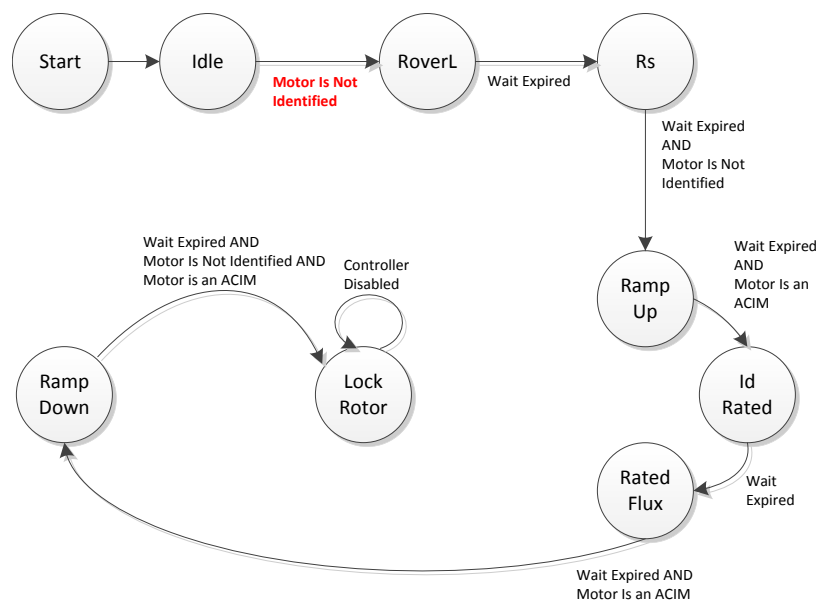 Start
Idle
Motor Is Not
Identified
RoverL
Wait Expired
Rs
Wait Expired
AND
Motor Is Not
Identified
Ramp
Up
Wait Expired
AND
Motor Is an
ACIM
Id
Rated
Wait
Expired
Rated
Flux
Wait Expired AND
Motor Is an ACIM
Ramp
Down
Wait Expired AND
Motor Is Not Identified AND
Motor is an ACIM
Lock
Rotor
Controller
Disabled